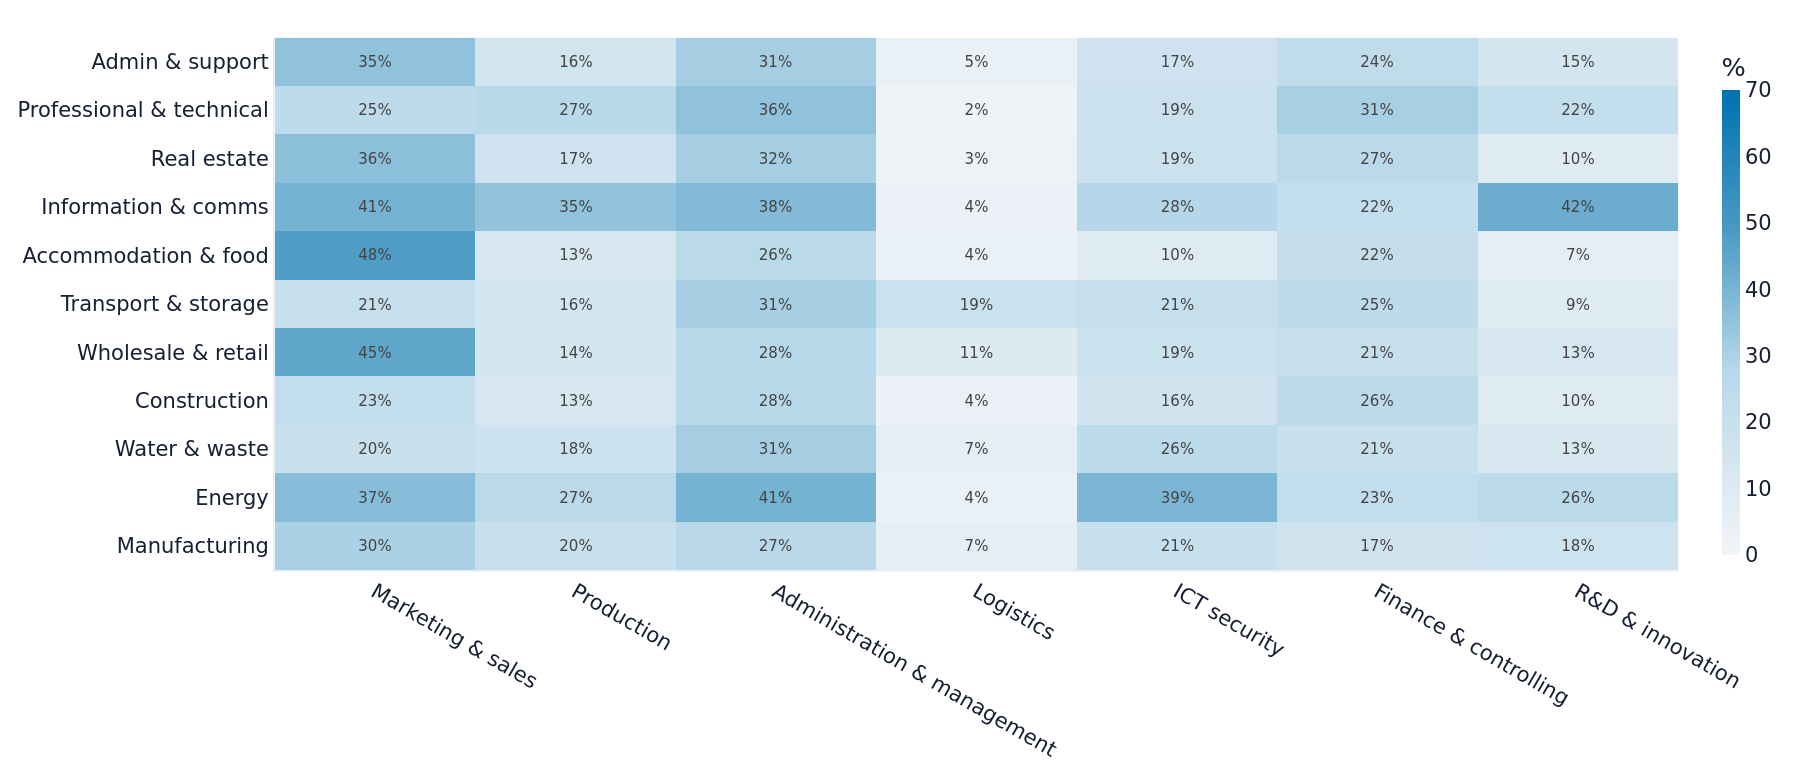 %
Admin & support 35% 16% 31% 5% 17% 24% 15% 70
Professional & technical 25% 27% 36% 2% 19% 31% 22%
Real estate 36% 17% 32% 3% 19% 27% 10% 60
Information & comms 41% 35% 38% 4% 28% 22% 42% 50
Accommodation & food 48% 13% 26% 4% 10% 22% 7%
Transport & storage 21% 16% 31% 19% 21% 25% 9% 40
Wholesale & retail 45% 14% 28% 11% 19% 21% 13% 30
Construction 23% 13% 28% 4% 16% 26% 10% 20
Water & waste 20% 18% 31% 7% 26% 21% 13%
Energy 37% 27% 41% 4% 39% 23% 26% 10
Manufacturing 30% 20% 27% 7% 21% 17% 18% 0
Marketing & sales
Production
Administration & management
Logistics
ICT security
Finance & controlling
R&D & innovation